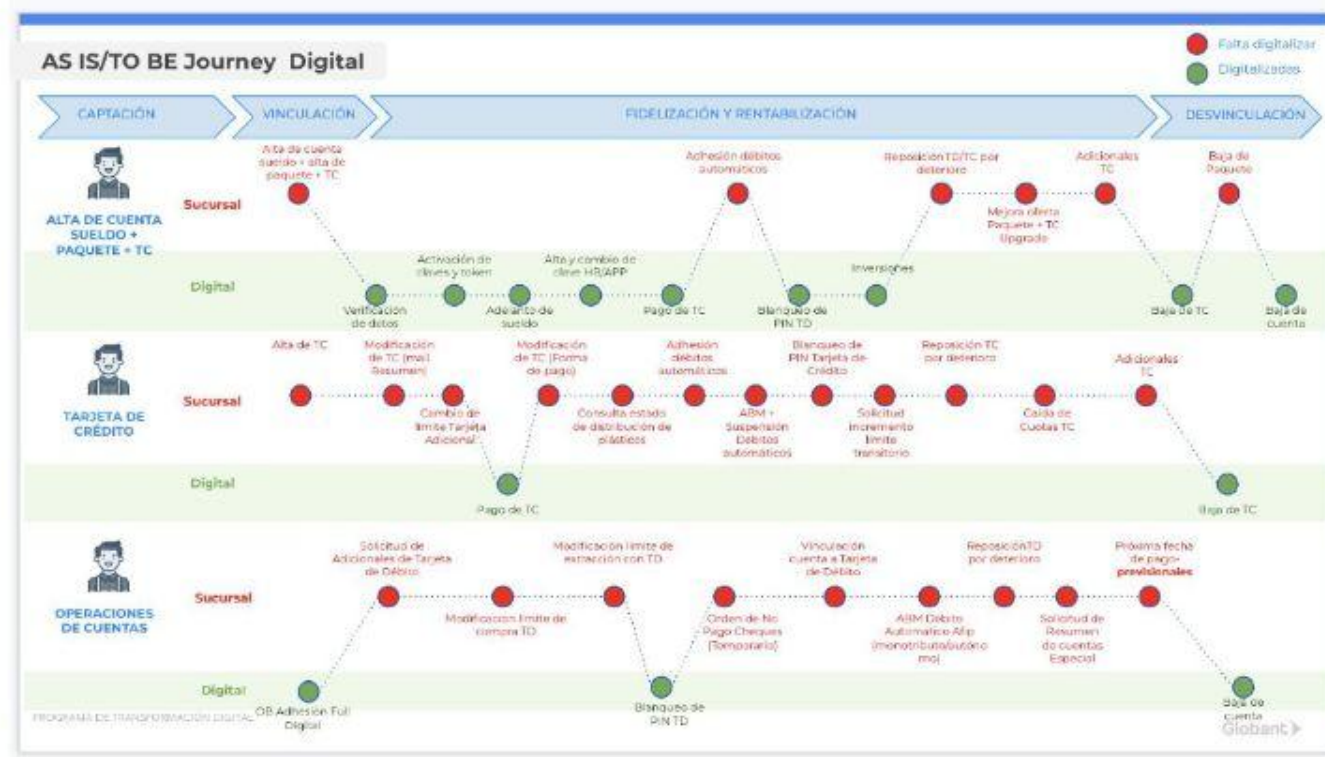 AS IS/TO BE Journey Digital
Falta digitalizar
Digitalizadas
CAPTACIÓN
VINCULACIÓN
FIDELIZACIÓN Y RENTABILIZACIÓN
DESVINCULACIÓN
ALTA DE CUENTA
SUELDO +
PAQUETE + TC
Sucursal
Alta de cuenta
sueldo + alta de
paquete + TC
Adhesión débitos
automáticos
Reposición TD/TC por
deterioro
Mejora oferta
Paquete + TC
Upgrade
Adicionales
TC
Baja de
Paquete
Digital
Verificación
de datos
Activación de
claves y token
Adelanto de
sueldo
Alta y cambio de
clave HB/APP
Pago de TC
Blanqueo de
PIN TD
Inversiones
Baja de TC
Baja de
cuenta
TARJETA DE
CRÉDITO
Sucursal
Alta de TC
Modificación
de TC (mail
Resumen)
Cambio de
limite Tarjeta
Adicional
Modificación
de TC (Forma
de pago)
Consulta estado
de distribución de
plásticos
Adhesión
débitos
automáticos
ABM +
Suspensión
Débitos
automáticos
Blanqueo de
PIN Tarjeta de
Crédito
Solicitud
incremento
limite
transitorio
Reposición TC
por deterioro
Caida de
Cuotas TC
Adicionales
TC
Digital
Pago de TC
Baja de TC
OPERACIONES
DE CUENTAS
Sucursal
Solicitud de
Adicionales de Tarjeta
de Débito
Modificación limite de
compra TD
Modificación limite de
extracción con TD
Orden de No
Pago Cheques
(Temporario)
Vinculación
cuenta a Tarjeta
de Débito
ABM Debito
Automatico Afip
(monotributo/autóno
mo)
ReposiciónTD
por deterioro
Solicitud de
Resumen
de cuentas
Especial
Próxima fecha
de pago-
previsionales
Digital
OB Adhesión Full
Digital
Blanqueo de
PIN TD
Baja de
cuenta
PROGRAMA DE TRANSFORMACIÓN DIGITAL
Globant